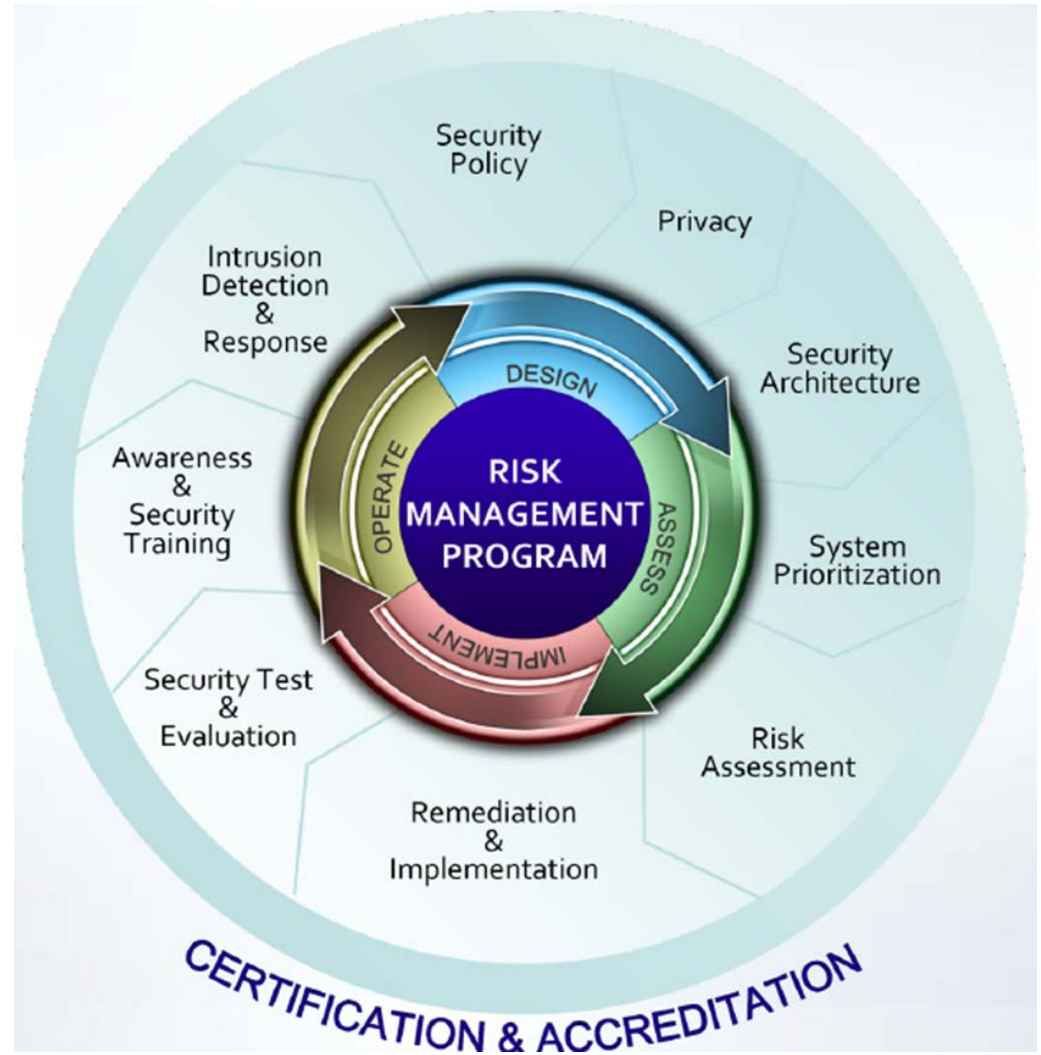 Security
Policy
Privacy
Security
Architecture
System
Prioritization
Risk
Assessment
Remediation
&
Implementation
Security Test
&
Evaluation
Awareness
&
Security
Training
Intrusion
Detection
&
Response
DESIGN
ASSESS
IMPLEMENT
OPERATE
RISK
MANAGEMENT
PROGRAM
CERTIFICATION & ACCREDITATION